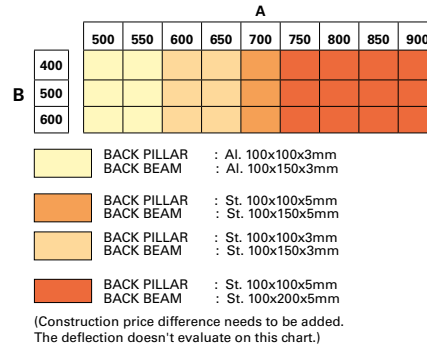 A
500 550 600 650 700 750 800 850 900
400
B 500
600
BACK PILLAR : Al. 100x100x3mm
BACK BEAM : Al. 100x150x3mm
BACK PILLAR : St. 100x100x5mm
BACK BEAM : St. 100x150x5mm
BACK PILLAR : St. 100x100x3mm
BACK BEAM : St. 100x150x3mm
BACK PILLAR : St. 100x100x5mm
BACK BEAM : St. 100x200x5mm
(Construction price difference needs to be added.
The deflection doesn't evaluate on this chart.)